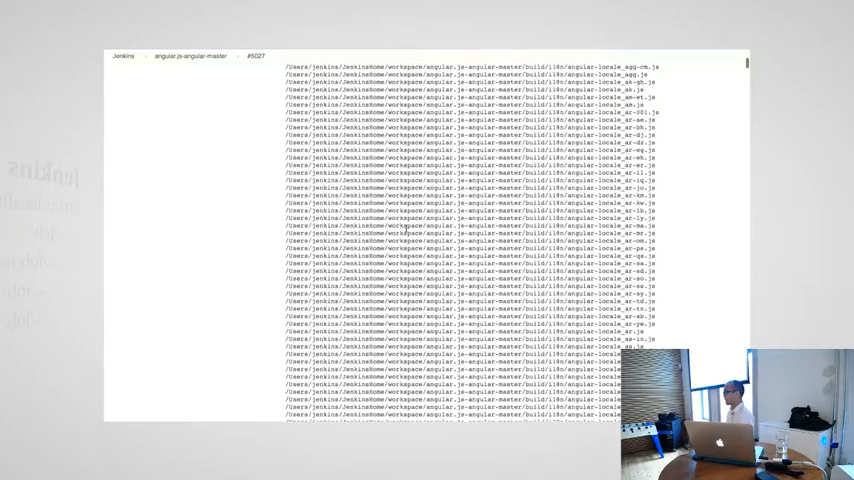 Jenkins
angular.js-angular-master
#5027
/Users/jenkins/JenkinsHome/workspace/angular.js-angular-master/build/i18n/angular-locale_agq-cm.js
/Users/jenkins/JenkinsHome/workspace/angular.js-angular-master/build/i18n/angular-locale_agq.js
/Users/jenkins/JenkinsHome/workspace/angular.js-angular-master/build/i18n/angular-locale_ak-gh.js
/Users/jenkins/JenkinsHome/workspace/angular.js-angular-master/build/i18n/angular-locale_ak.js
/Users/jenkins/JenkinsHome/workspace/angular.js-angular-master/build/i18n/angular-locale_am-et.js
/Users/jenkins/JenkinsHome/workspace/angular.js-angular-master/build/i18n/angular-locale_am.js
/Users/jenkins/JenkinsHome/workspace/angular.js-angular-master/build/i18n/angular-locale_ar-001.js
/Users/jenkins/JenkinsHome/workspace/angular.js-angular-master/build/i18n/angular-locale_ar-ae.js
/Users/jenkins/JenkinsHome/workspace/angular.js-angular-master/build/i18n/angular-locale_ar-bh.js
/Users/jenkins/JenkinsHome/workspace/angular.js-angular-master/build/i18n/angular-locale_ar-dj.js
/Users/jenkins/JenkinsHome/workspace/angular.js-angular-master/build/i18n/angular-locale_ar-dz.js
/Users/jenkins/JenkinsHome/workspace/angular.js-angular-master/build/i18n/angular-locale_ar-eg.js
/Users/jenkins/JenkinsHome/workspace/angular.js-angular-master/build/i18n/angular-locale_ar-eh.js
/Users/jenkins/JenkinsHome/workspace/angular.js-angular-master/build/i18n/angular-locale_ar-er.js
/Users/jenkins/JenkinsHome/workspace/angular.js-angular-master/build/i18n/angular-locale_ar-il.js
/Users/jenkins/JenkinsHome/workspace/angular.js-angular-master/build/i18n/angular-locale_ar-iq.js
/Users/jenkins/JenkinsHome/workspace/angular.js-angular-master/build/i18n/angular-locale_ar-jo.js
/Users/jenkins/JenkinsHome/workspace/angular.js-angular-master/build/i18n/angular-locale_ar-km.js
/Users/jenkins/JenkinsHome/workspace/angular.js-angular-master/build/i18n/angular-locale_ar-kw.js
/Users/jenkins/JenkinsHome/workspace/angular.js-angular-master/build/i18n/angular-locale_ar-lb.js
/Users/jenkins/JenkinsHome/workspace/angular.js-angular-master/build/i18n/angular-locale_ar-ly.js
/Users/jenkins/JenkinsHome/workspace/angular.js-angular-master/build/i18n/angular-locale_ar-ma.js
/Users/jenkins/JenkinsHome/workspace/angular.js-angular-master/build/i18n/angular-locale_ar-mr.js
/Users/jenkins/JenkinsHome/workspace/angular.js-angular-master/build/i18n/angular-locale_ar-om.js
/Users/jenkins/JenkinsHome/workspace/angular.js-angular-master/build/i18n/angular-locale_ar-ps.js
/Users/jenkins/JenkinsHome/workspace/angular.js-angular-master/build/i18n/angular-locale_ar-qa.js
/Users/jenkins/JenkinsHome/workspace/angular.js-angular-master/build/i18n/angular-locale_ar-sa.js
/Users/jenkins/JenkinsHome/workspace/angular.js-angular-master/build/i18n/angular-locale_ar-sd.js
/Users/jenkins/JenkinsHome/workspace/angular.js-angular-master/build/i18n/angular-locale_ar-so.js
/Users/jenkins/JenkinsHome/workspace/angular.js-angular-master/build/i18n/angular-locale_ar-ss.js
/Users/jenkins/JenkinsHome/workspace/angular.js-angular-master/build/i18n/angular-locale_ar-sy.js
/Users/jenkins/JenkinsHome/workspace/angular.js-angular-master/build/i18n/angular-locale_ar-td.js
/Users/jenkins/JenkinsHome/workspace/angular.js-angular-master/build/i18n/angular-locale_ar-tn.js
/Users/jenkins/JenkinsHome/workspace/angular.js-angular-master/build/i18n/angular-locale_ar-xb.js
/Users/jenkins/JenkinsHome/workspace/angular.js-angular-master/build/i18n/angular-locale_ar-ye.js
/Users/jenkins/JenkinsHome/workspace/angular.js-angular-master/build/i18n/angular-locale_ar.js
/Users/jenkins/JenkinsHome/workspace/angular.js-angular-master/build/i18n/angular-locale_as-in.js
/Users/jenkins/JenkinsHome/workspace/angular.js-angular-master/build/i18n/angular-locale_as.js